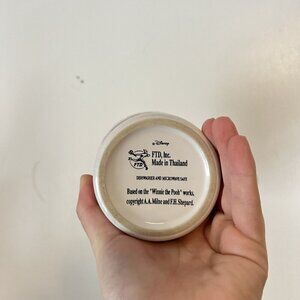 © Disney
FTD, Inc.
Made in Thailand
FTD
DISHWASHER AND MICROWAVE SAFE
Based on the "Winnie the Pooh" works,
copyright A.A. Milne and E.H. Shepard.